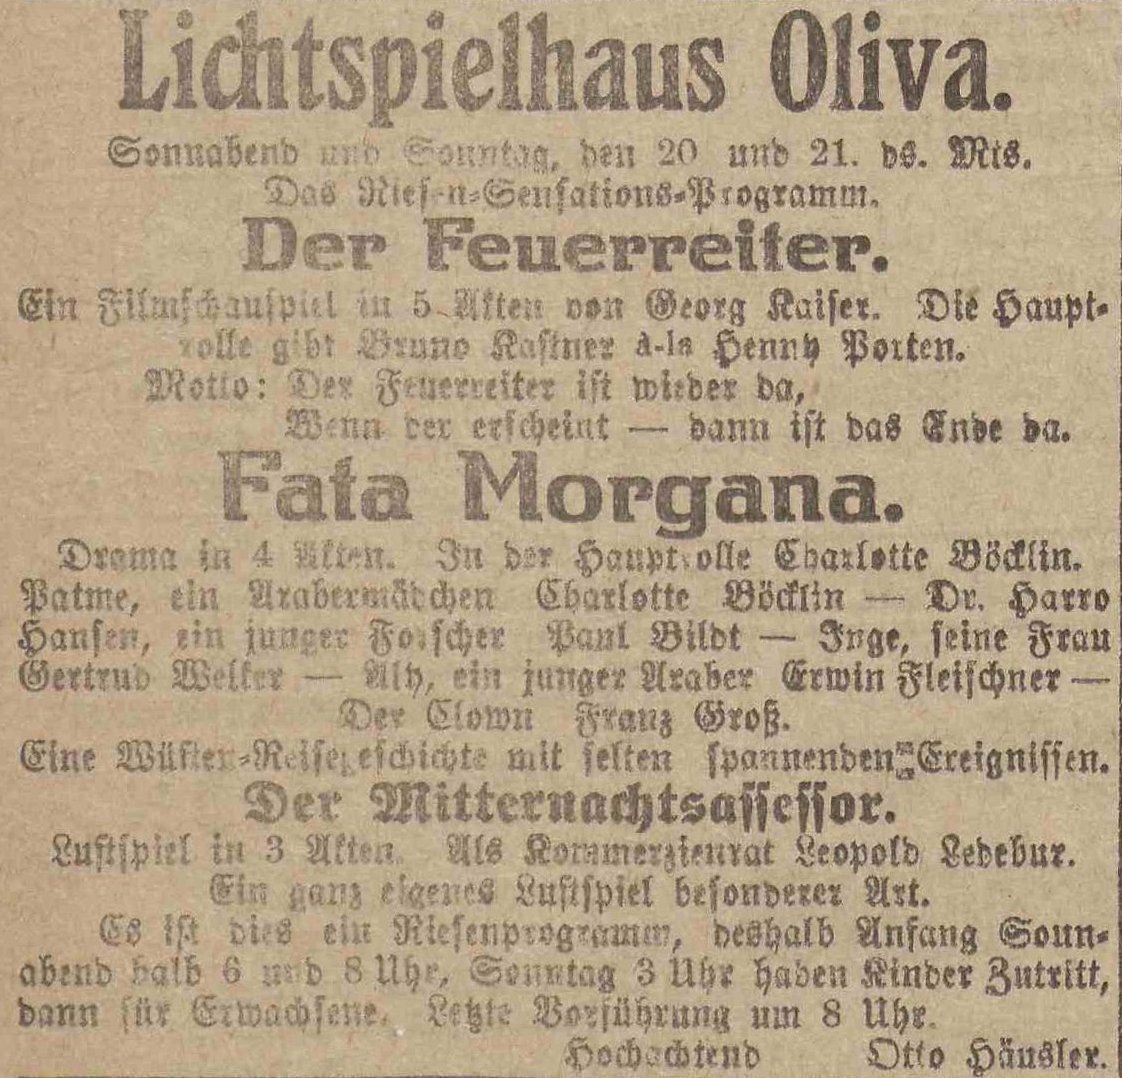 Lichtspielhaus Oliva.
Sonnabend und Sonntag, den 20 und 21. ds. Mts.
Das Riesen-Sensations-Programm.
Der Feuerreiter.
Ein Filmschauspiel in 5 Akten von Georg Kaiser. Die Haupt-
rolle gibt Bruno Kastner à-la Henny Porten.
Motto: Der Feuerreiter ist wieder da,
Wenn der erscheint — dann ist das Ende da.
Fata Morgana.
Drama in 4 Akten. In der Hauptrolle Charlotte Böcklin.
Fatme, ein Arabermädchen Charlotte Böcklin — Dr. Harro
Hansen, ein junger Forscher Paul Bildt — Inge, seine Frau
Gertrud Welker — Aly, ein junger Araber Erwin Fleischner —
Der Clown Franz Groß.
Eine Wüsten-Reisegeschichte mit selten spannenden Ereignissen.
Der Mitternachtsassessor.
Lustspiel in 3 Akten. Als Kommerzienrat Leopold Ledebur.
Ein ganz eigenes Lustspiel besonderer Art.
Es ist dies ein Riesenprogramm, deshalb Anfang Sonn-
abend halb 6 und 8 Uhr, Sonntag 3 Uhr haben Kinder Zutritt,
dann für Erwachsene. Letzte Vorführung um 8 Uhr.
Hochachtend Otto Häusler.